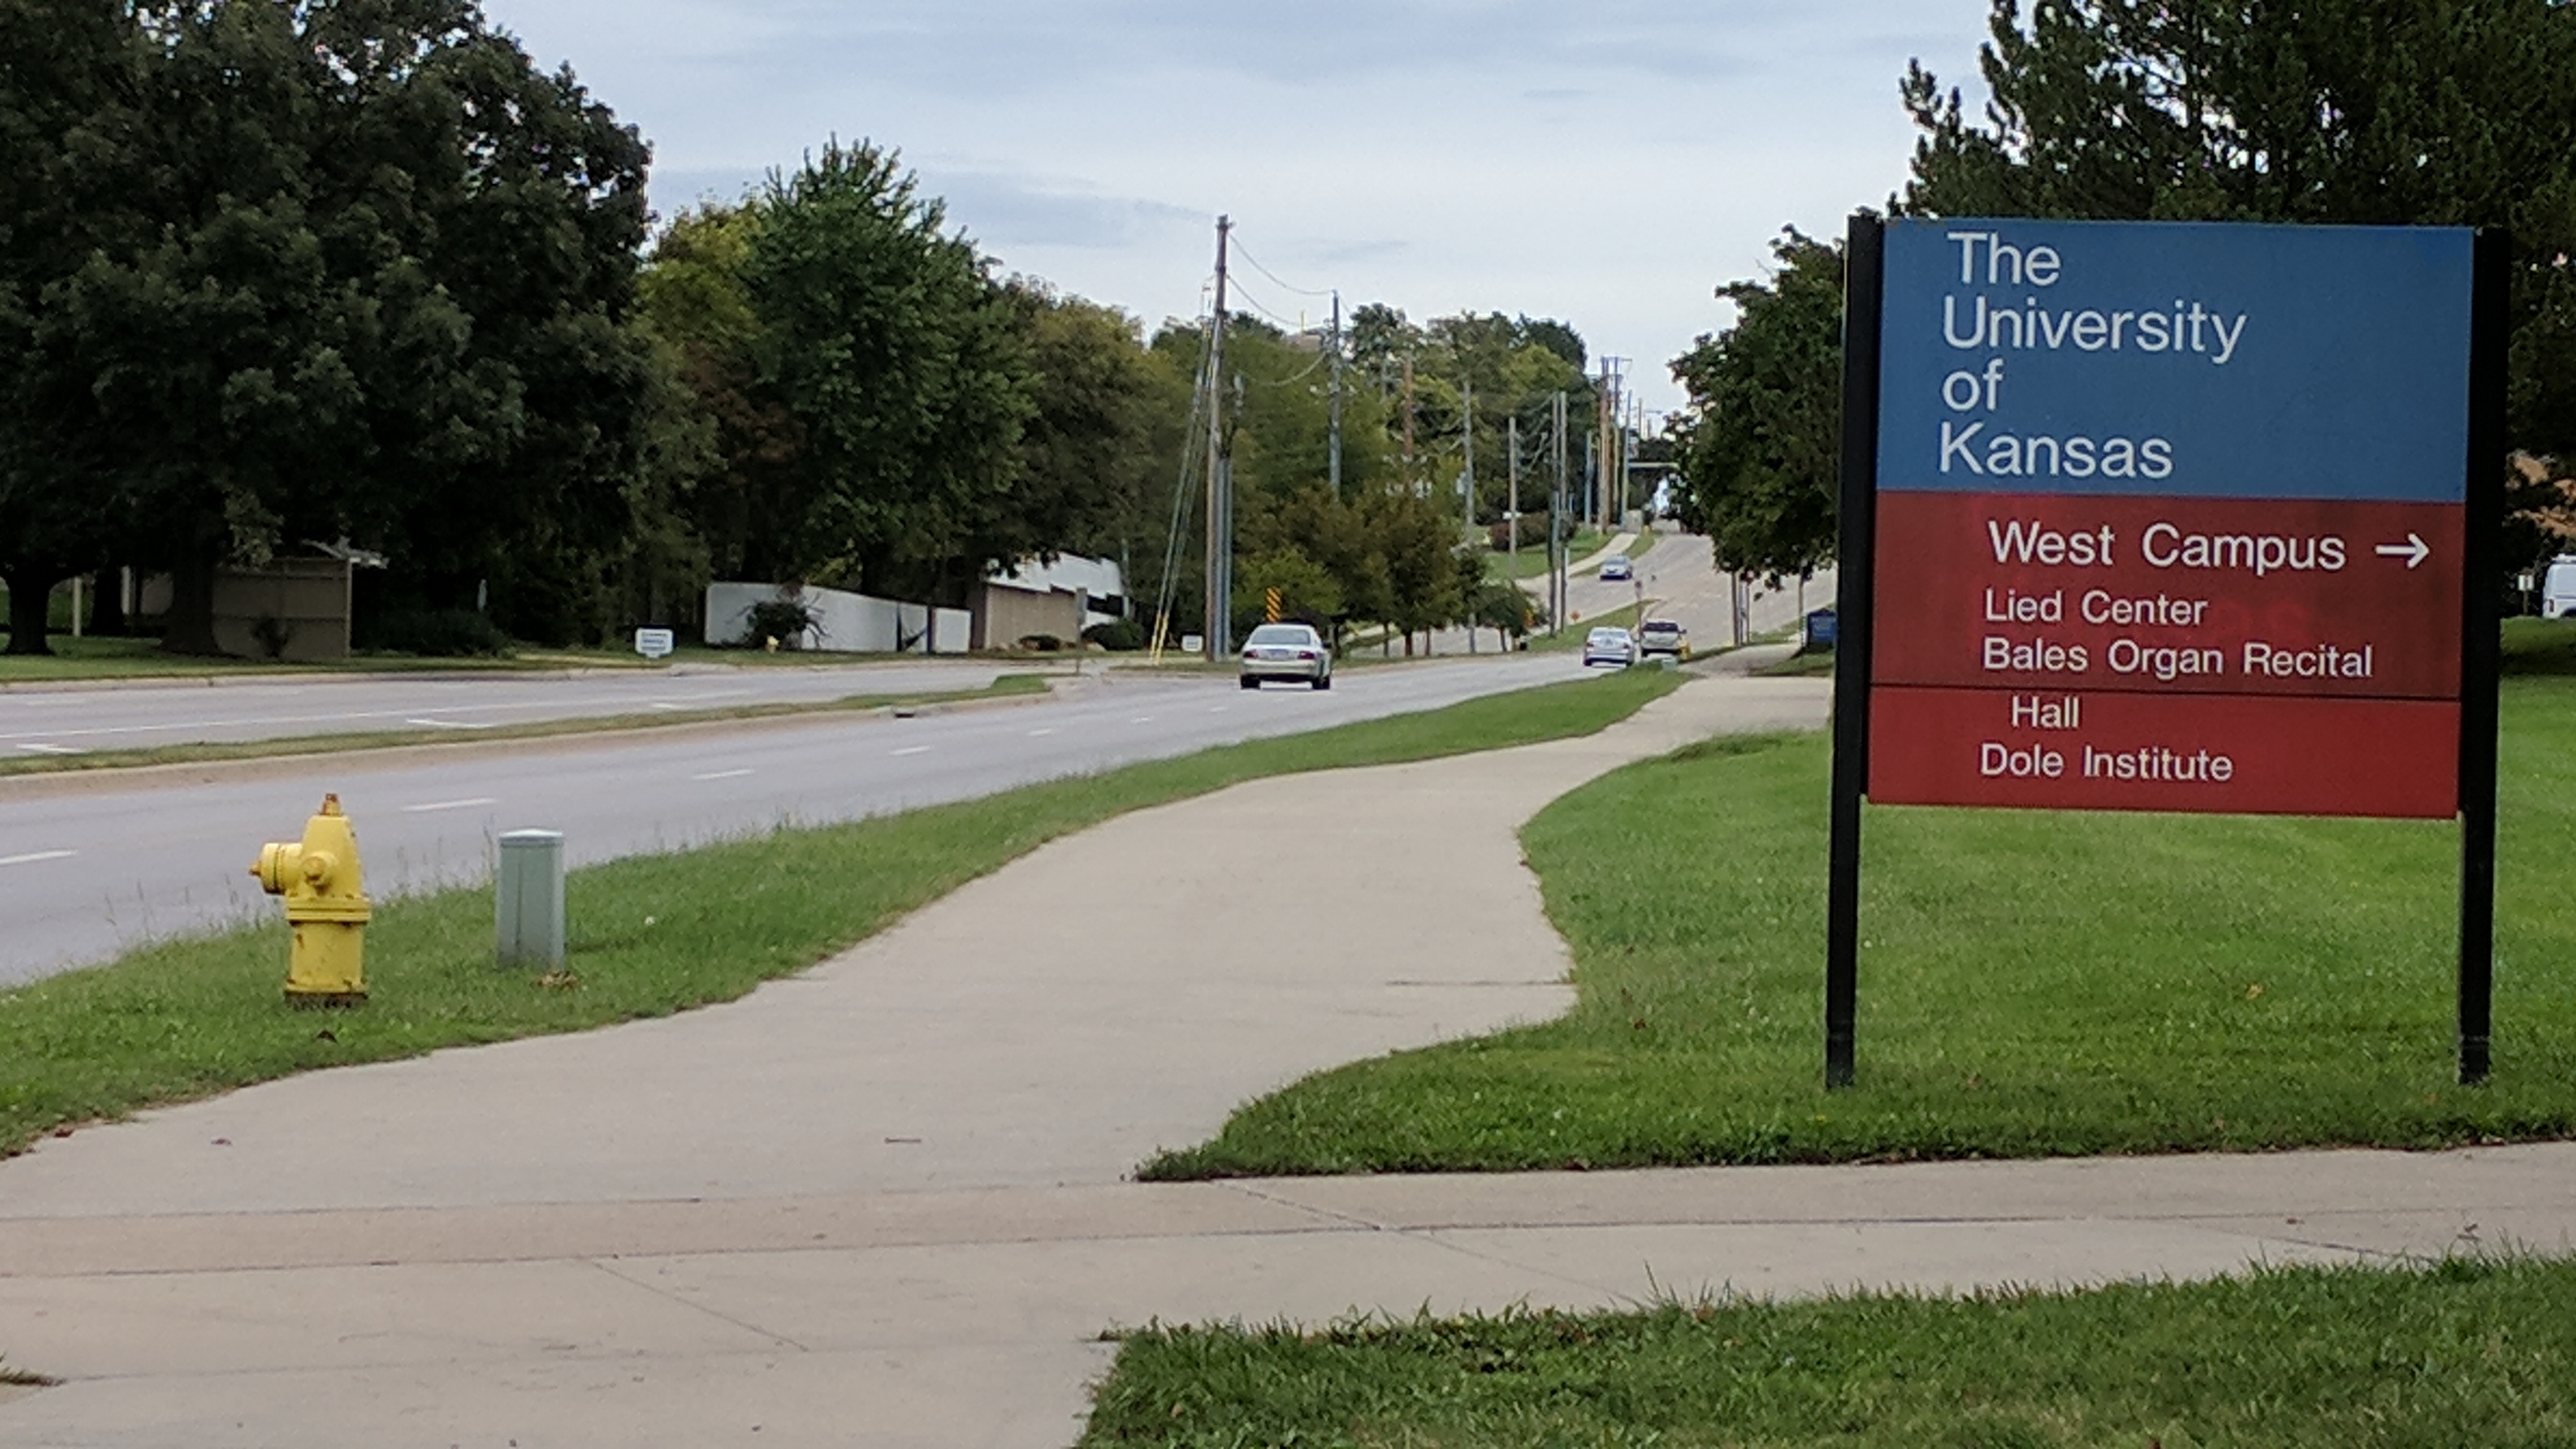 The
University
of
Kansas
West Campus →
Lied Center
Bales Organ Recital
Hall
Dole Institute